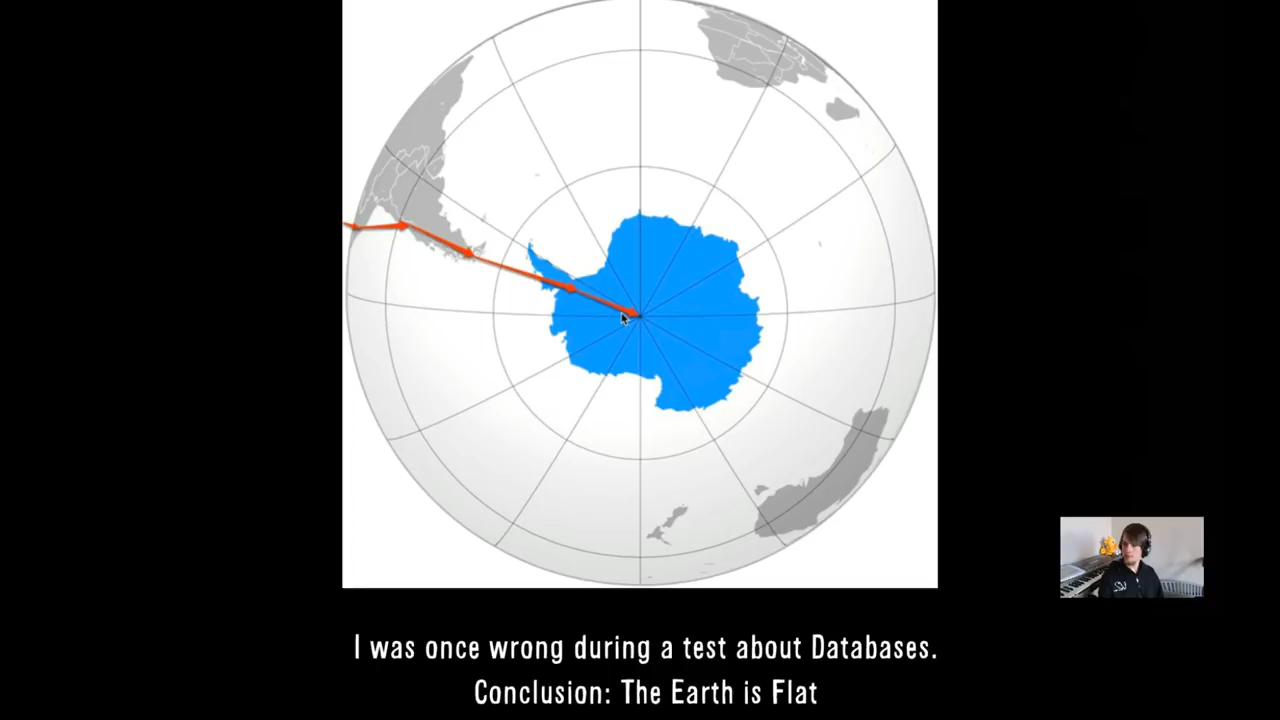 I was once wrong during a test about Databases.
Conclusion: The Earth is Flat